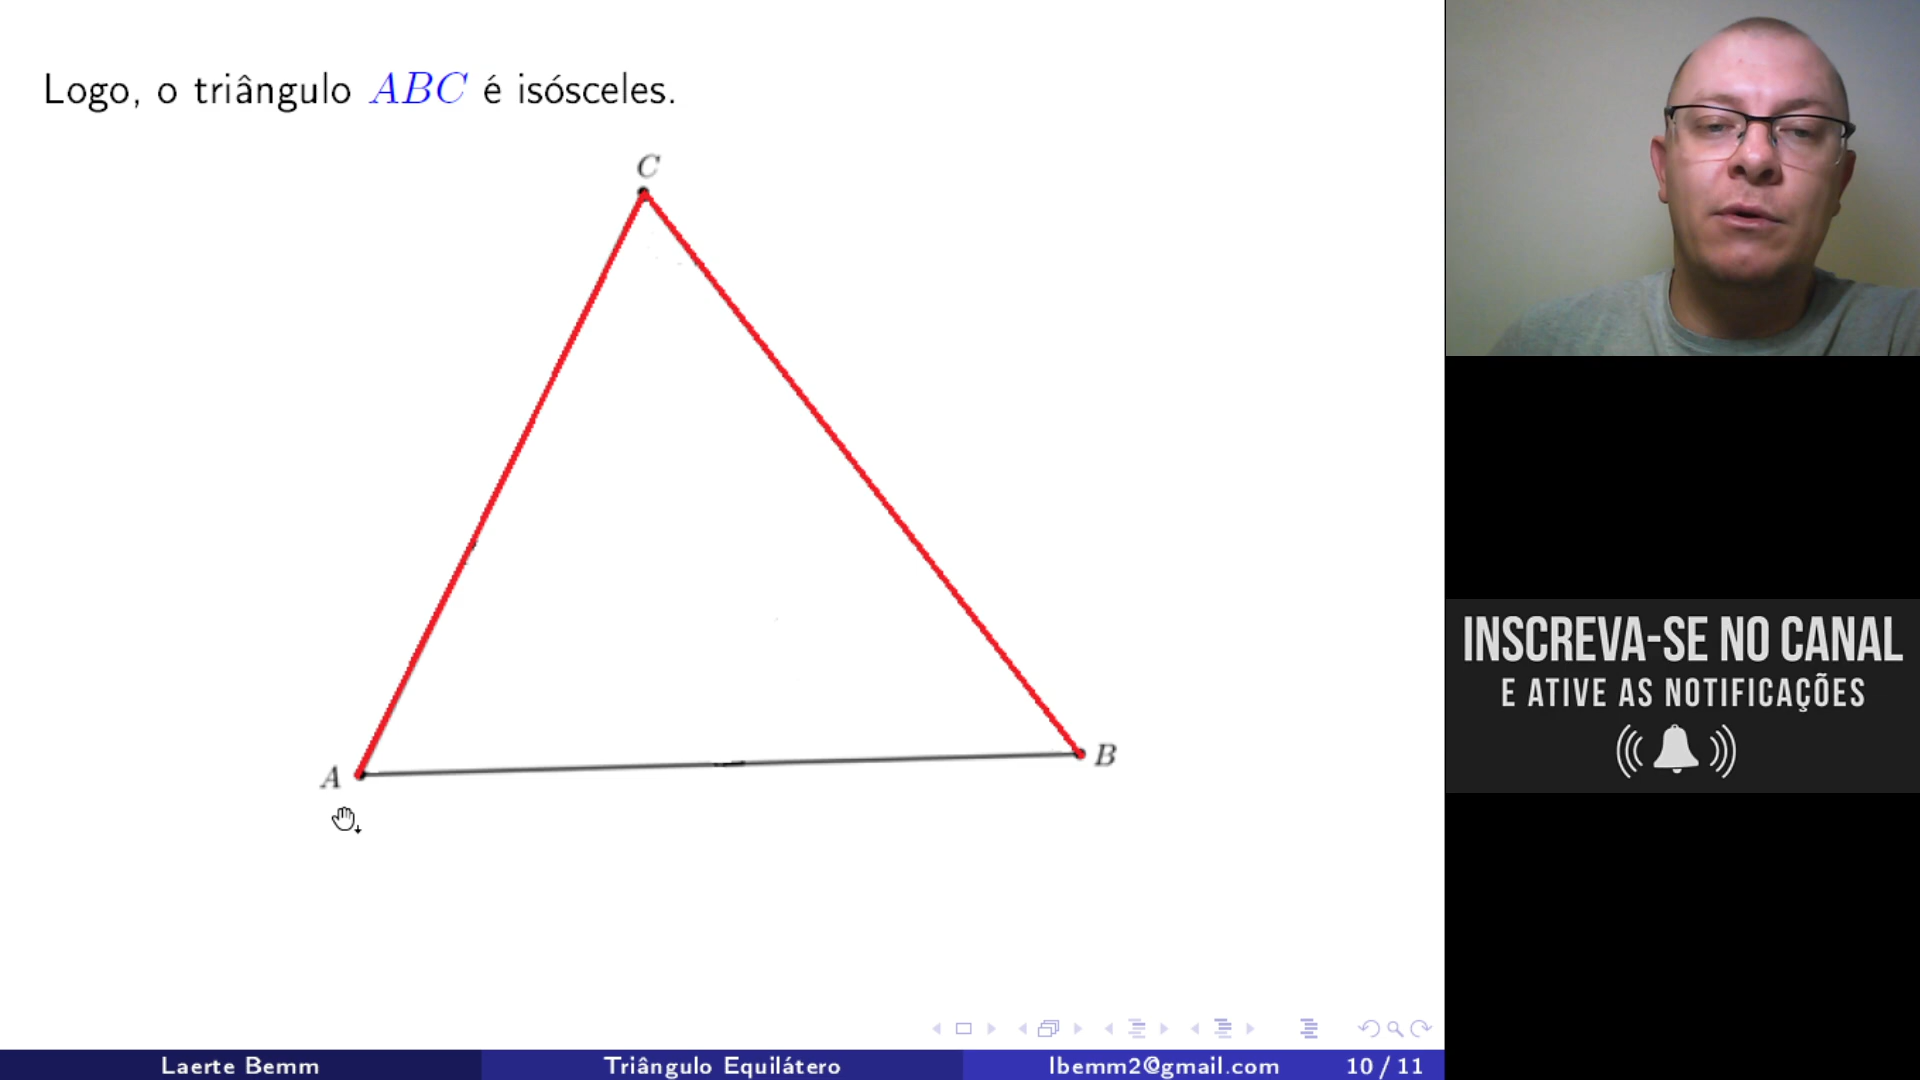 Logo, o triângulo ABC é isósceles.
C
A
B
INSCREVA-SE NO CANAL
E ATIVE AS NOTIFICAÇÕES
Laerte Bemm
Triângulo Equilátero
lbemm2@gmail.com
10 / 11